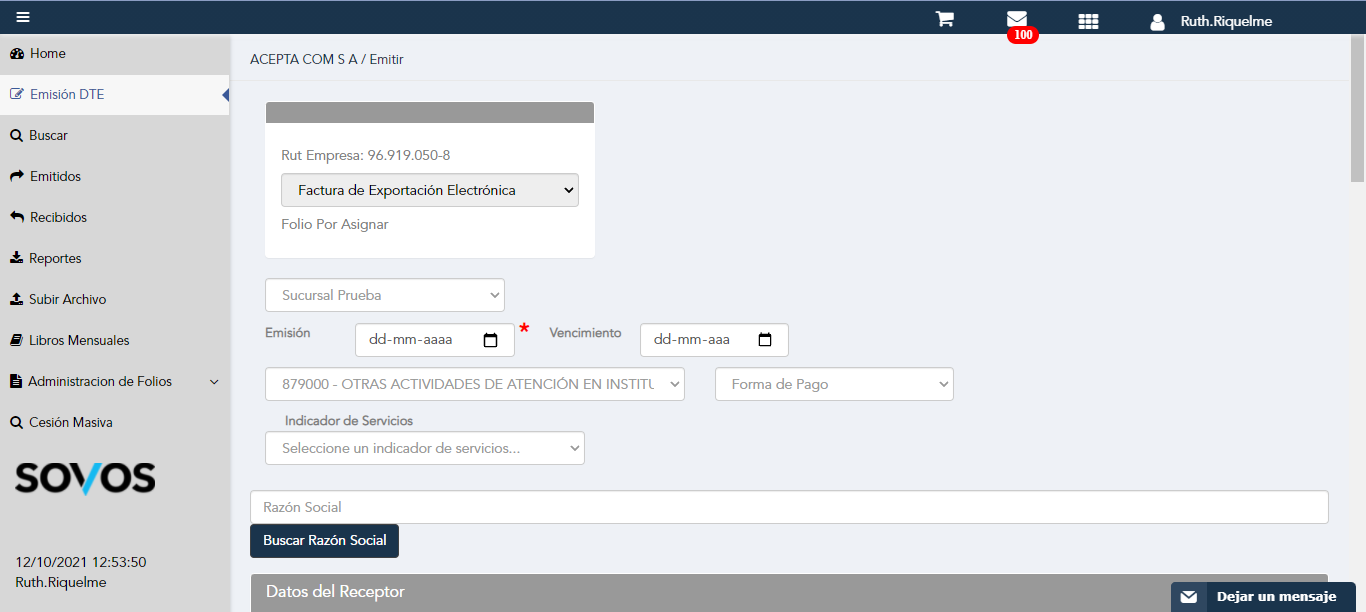 Ruth.Riquelme
100
Home
Emisión DTE
Buscar
Emitidos
Recibidos
Reportes
Subir Archivo
Libros Mensuales
Administracion de Folios
Cesión Masiva
SOVOS
12/10/2021 12:53:50
Ruth.Riquelme
ACEPTA COM S A / Emitir
Rut Empresa: 96.919.050-8
Factura de Exportación Electrónica
Folio Por Asignar
Sucursal Prueba
Emisión dd-mm-aaaa * Vencimiento dd-mm-aaa
879000 - OTRAS ACTIVIDADES DE ATENCIÓN EN INSTITU Forma de Pago
Indicador de Servicios
Seleccione un indicador de servicios...
Razón Social
Buscar Razón Social
Datos del Receptor
Dejar un mensaje